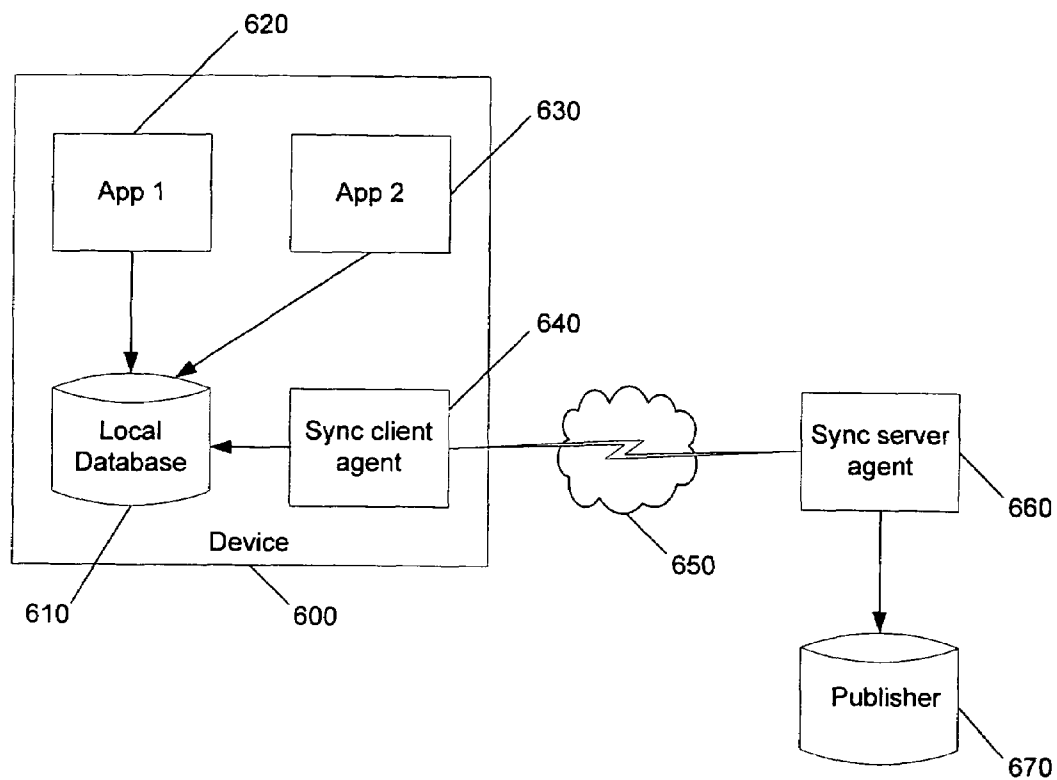 620
630
App 1
App 2
640
Local
Database
Sync client
agent
Sync server
agent
660
Device
650
610
600
Publisher
670